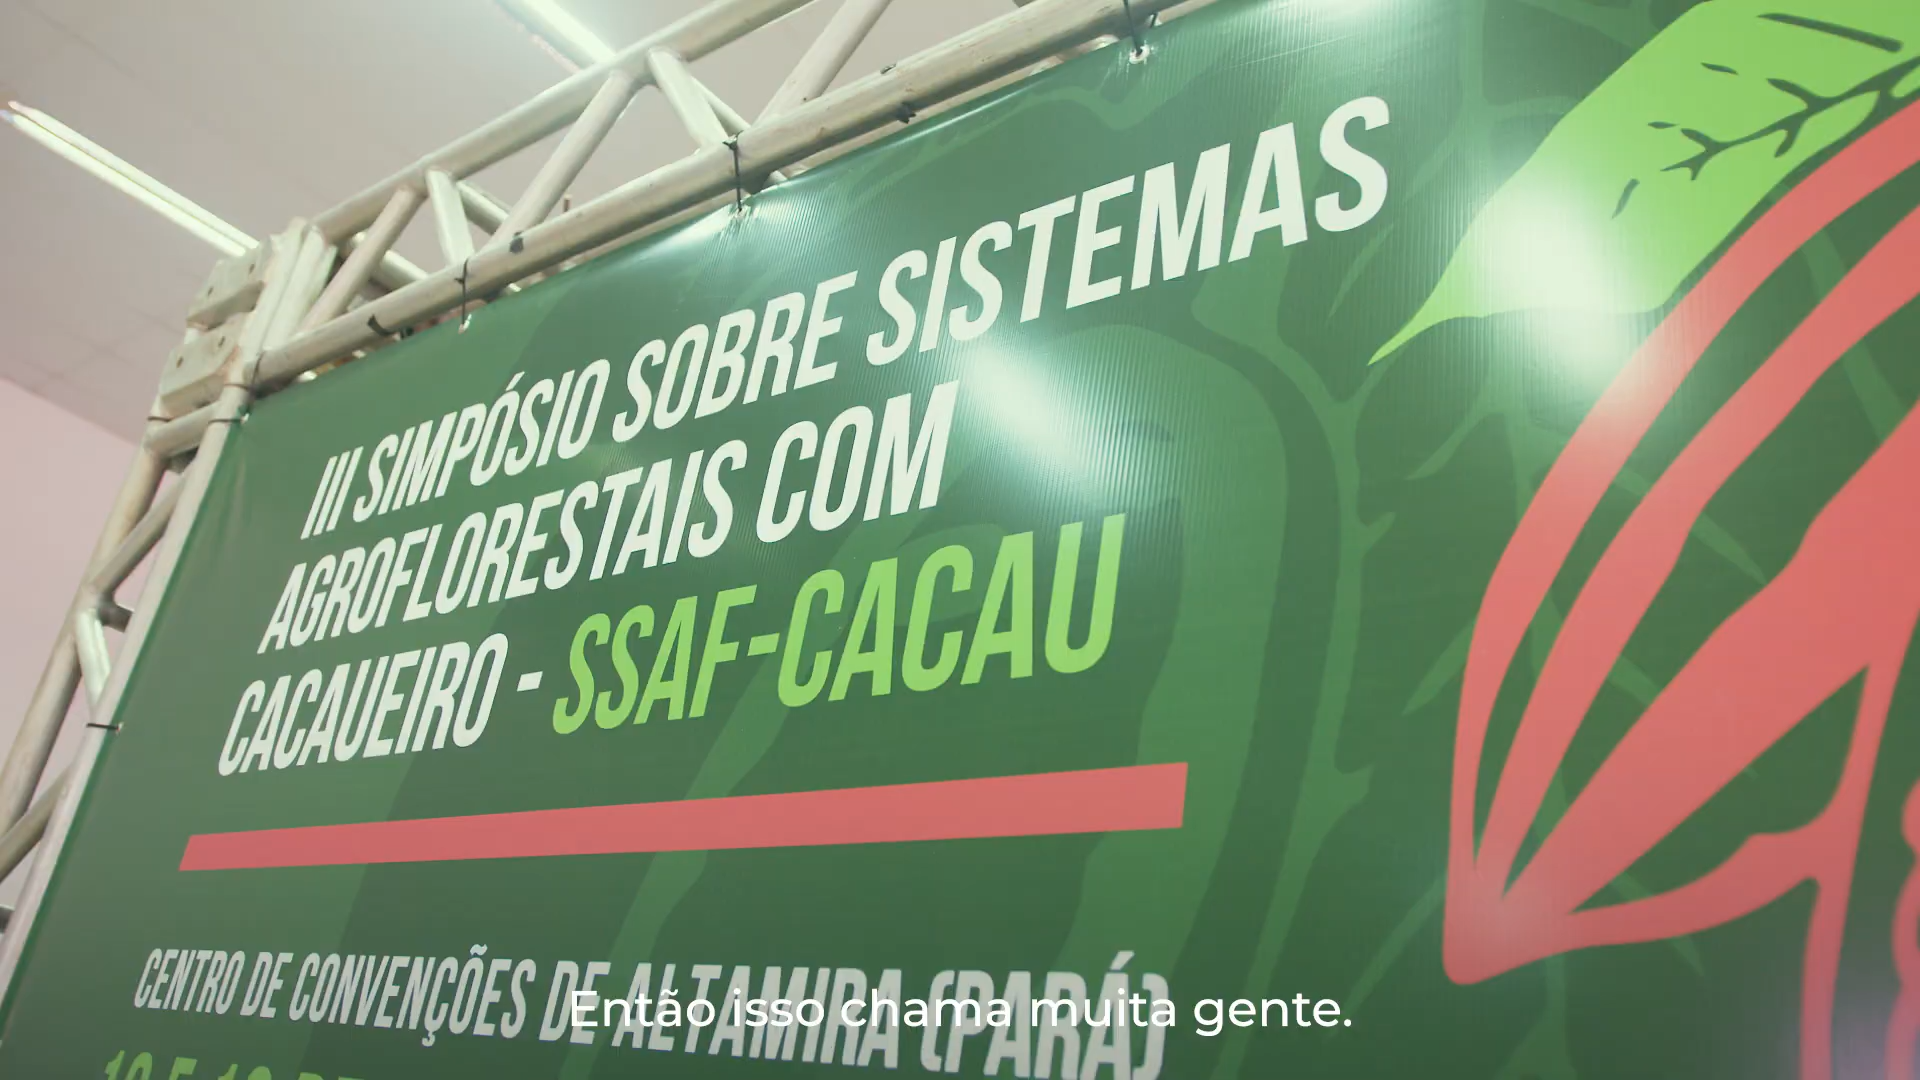 III SIMPÓSIO SOBRE SISTEMAS
AGROFLORESTAIS COM
CACAUEIRO - SSAF-CACAU
CENTRO DE CONVENÇÕES DE ALTAMIRA (PARÁ)
Então isso chama muita gente.